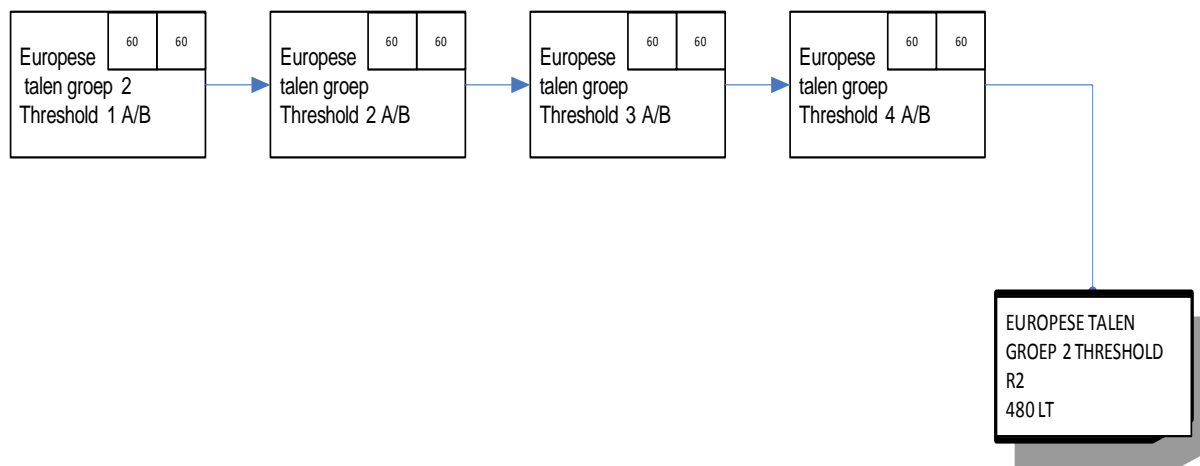 60 60
Europese
talen groep 2
Threshold 1 A/B
60 60
Europese
talen groep
Threshold 2 A/B
60 60
Europese
talen groep
Threshold 3 A/B
60 60
Europese
talen groep
Threshold 4 A/B
EUROPESE TALEN
GROEP 2 THRESHOLD
R2
480 LT